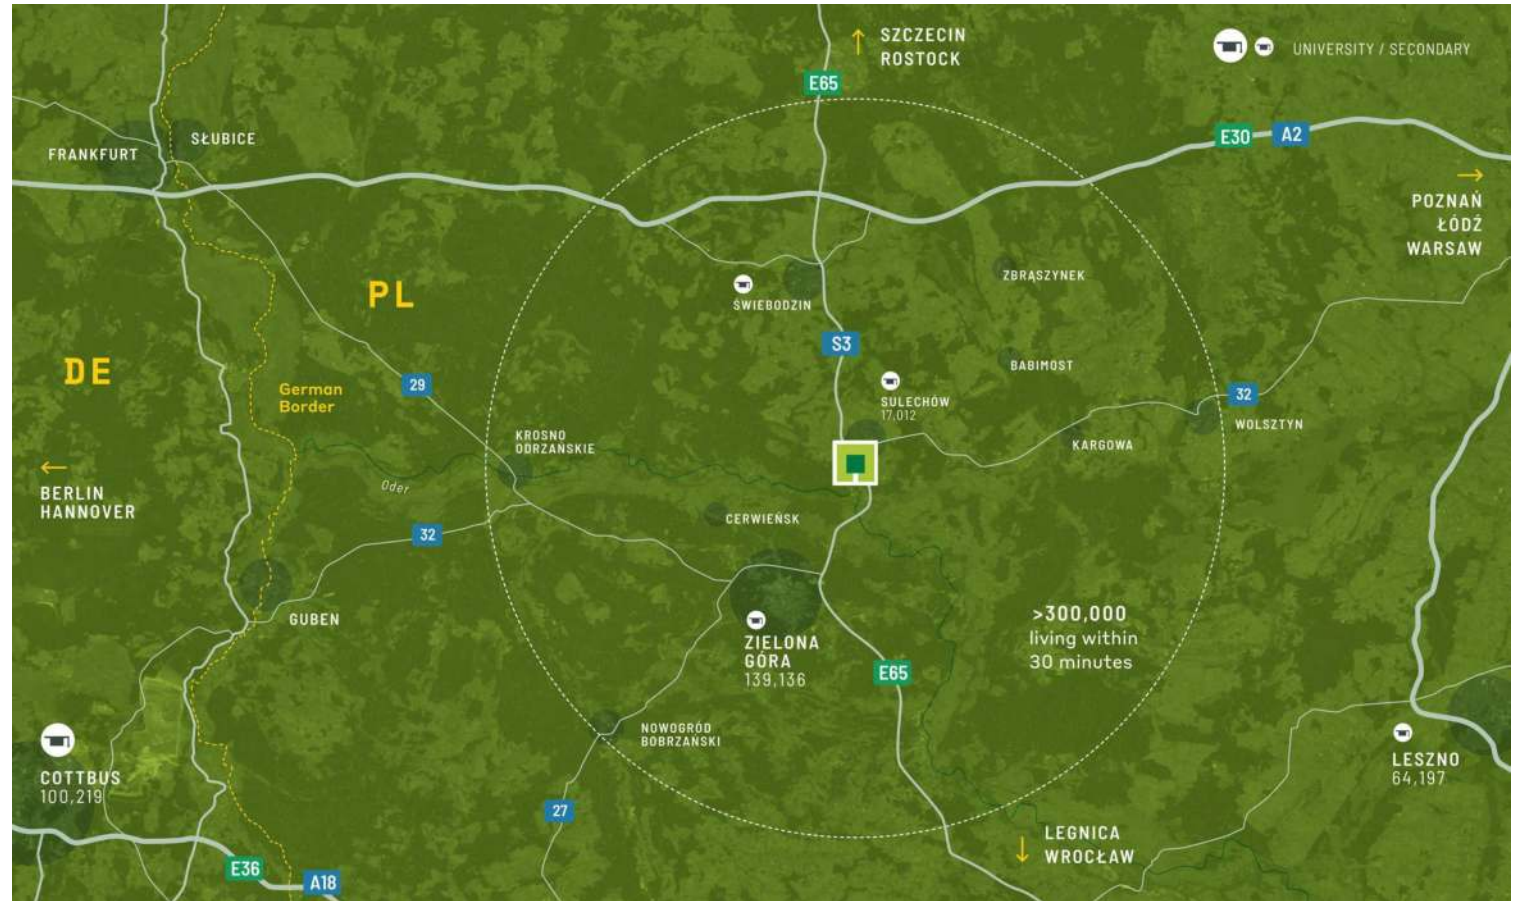 SZCZECIN
ROSTOCK
UNIVERSITY / SECONDARY
E65
E30
A2
SŁUBICE
FRANKFURT
POZNAŃ
ŁÓDŹ
WARSAW
ZBRĄSZYNEK
PL
ŚWIEBODZIN
S3
DE
BABIMOST
29
German
Border
SULECHÓW
17,012
32
WOLSZTYN
KROSNO
ODRZAŃSKIE
KARGOWA
BERLIN
HANNOVER
Oder
CERWIEŃSK
32
GUBEN
>300,000
living within
30 minutes
ZIELONA
GÓRA
139,136
E65
NOWOGRÓD
BOBRZAŃSKI
COTTBUS
100,219
LESZNO
64,197
27
LEGNICA
WROCŁAW
E36
A18